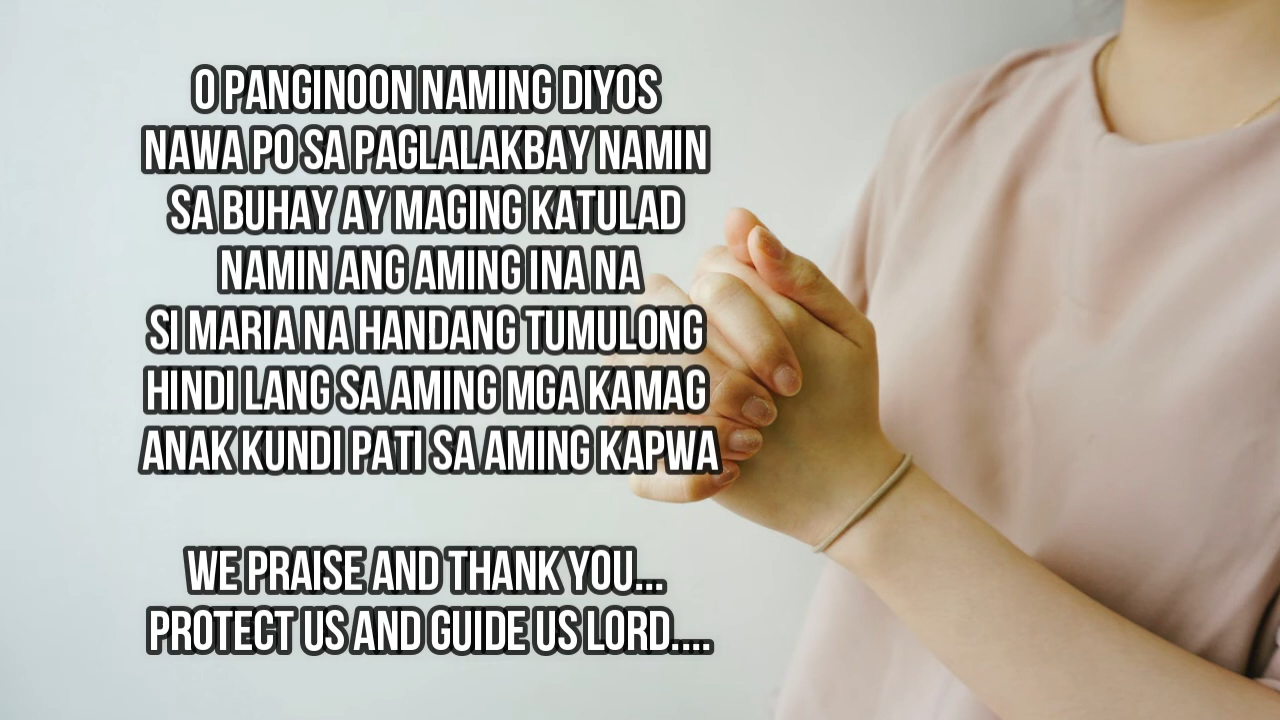 O PANGINOON NAMING DIYOS
NAWA PO SA PAGLALAKBAY NAMIN
SA BUHAY AY MAGING KATULAD
NAMIN ANG AMING INA NA
SI MARIA NA HANDANG TUMULONG
HINDI LANG SA AMING MGA KAMAG
ANAK KUNDI PATI SA AMING KAPWA
WE PRAISE AND THANK YOU...
PROTECT US AND GUIDE US LORD....